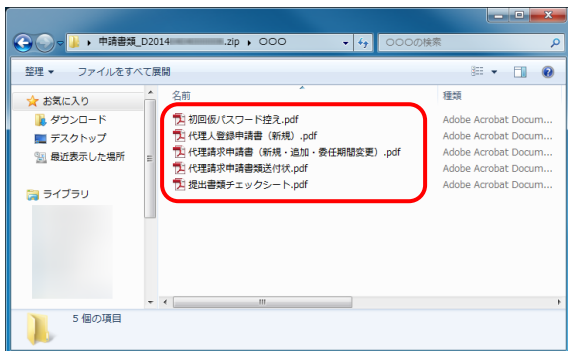 申請書類_D2014 .zip ▸ 〇〇〇
〇〇〇の検索
整理 ▼ ファイルをすべて展開
お気に入り
ダウンロード
デスクトップ
最近表示した場所
ライブラリ
名前 種類
初回仮パスワード控え.pdf Adobe Acrobat Docum...
代理人登録申請書（新規）.pdf Adobe Acrobat Docum...
代理請求申請書（新規・追加・委任期間変更）.pdf Adobe Acrobat Docum...
代理請求申請書類送付状.pdf Adobe Acrobat Docum...
提出書類チェックシート.pdf Adobe Acrobat Docum...
5 個の項目